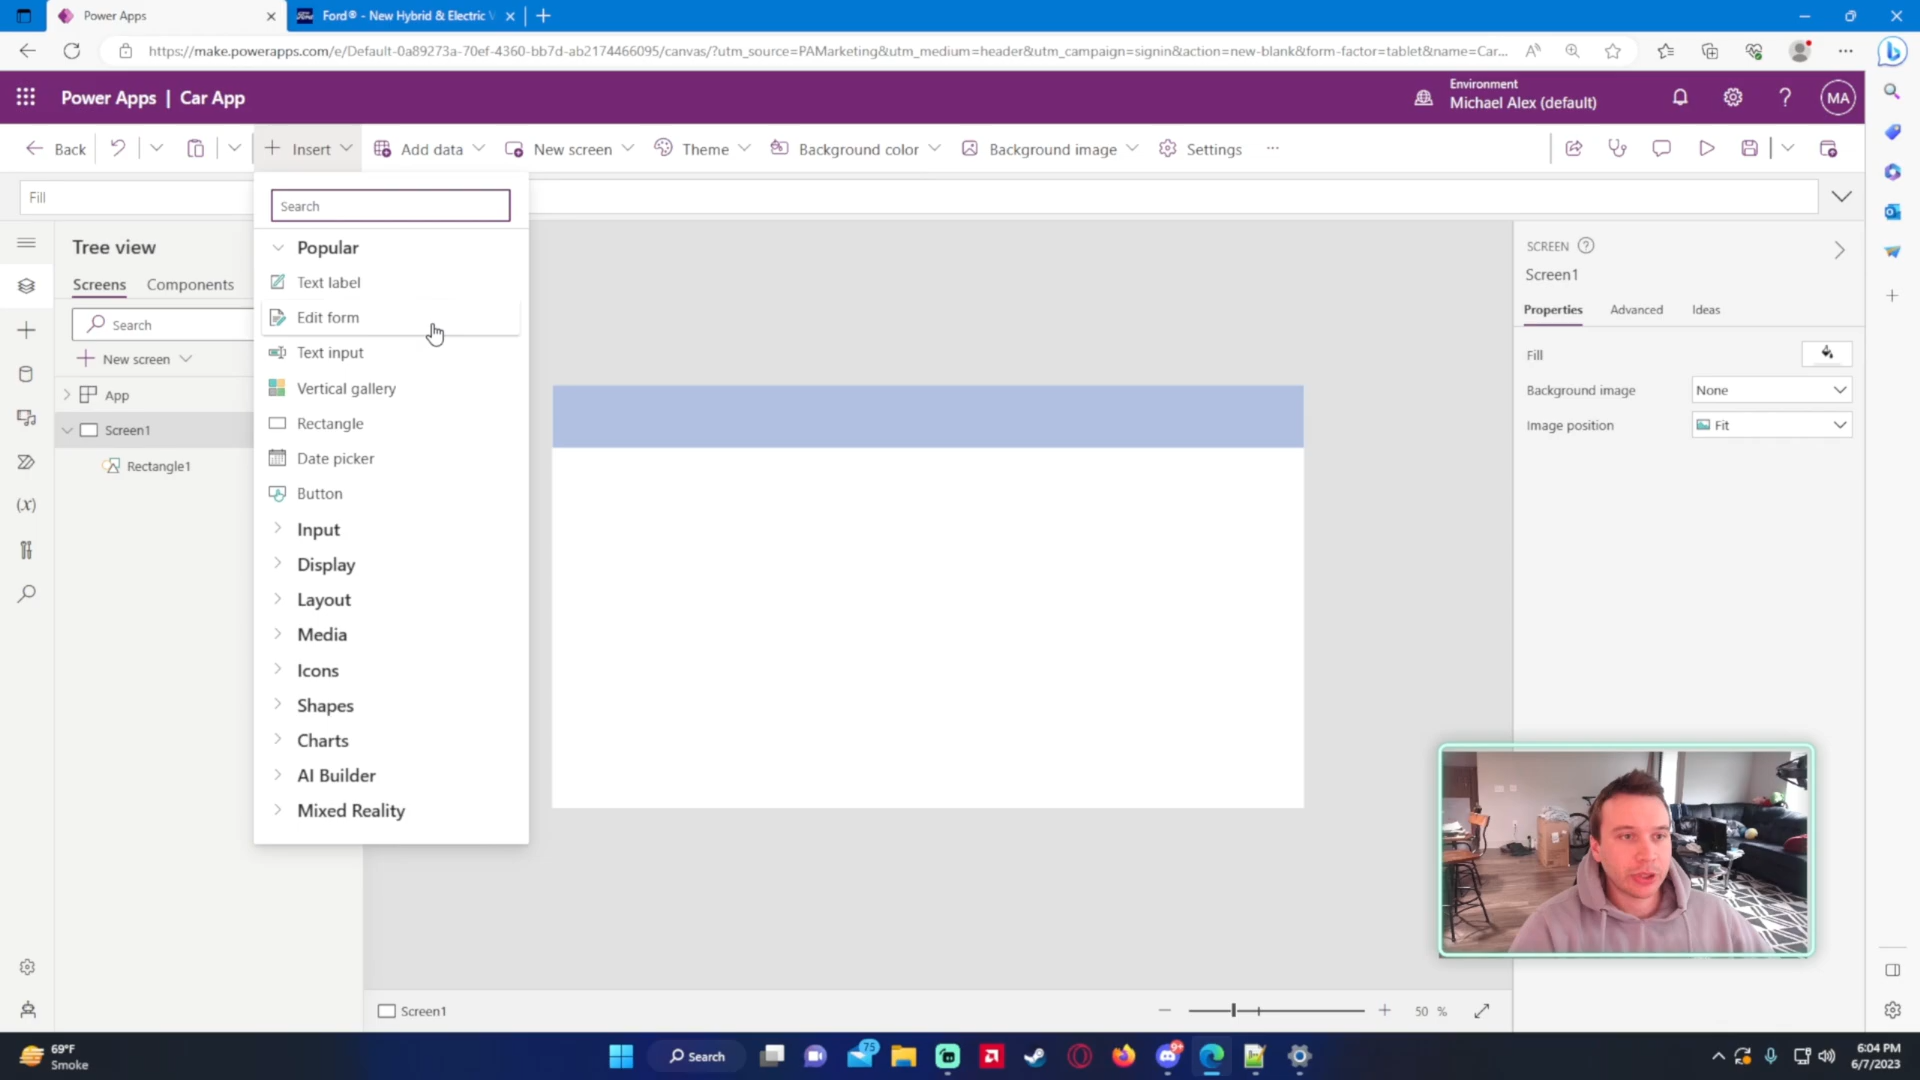 Power Apps
Ford® - New Hybrid & Electric V
https://make.powerapps.com/e/Default-0a89273a-70ef-4360-bb7d-ab2174466095/canvas/?utm_source=PAMarketing&utm_medium=header&utm_campaign=signin&action=new-blank&form-factor=tablet&name=Car...
Power Apps | Car App
Environment
Michael Alex (default)
MA
Back
Insert
Add data
New screen
Theme
Background color
Background image
Settings
Fill
Search
Tree view
Screens
Components
Search
New screen
App
Screen1
Rectangle1
Popular
Text label
Edit form
Text input
Vertical gallery
Rectangle
Date picker
Button
Input
Display
Layout
Media
Icons
Shapes
Charts
AI Builder
Mixed Reality
SCREEN
Screen1
Properties
Advanced
Ideas
Fill
Background image
None
Image position
Fit
Screen1
50 %
69°F
Smoke
Search
75
6:04 PM
6/7/2023